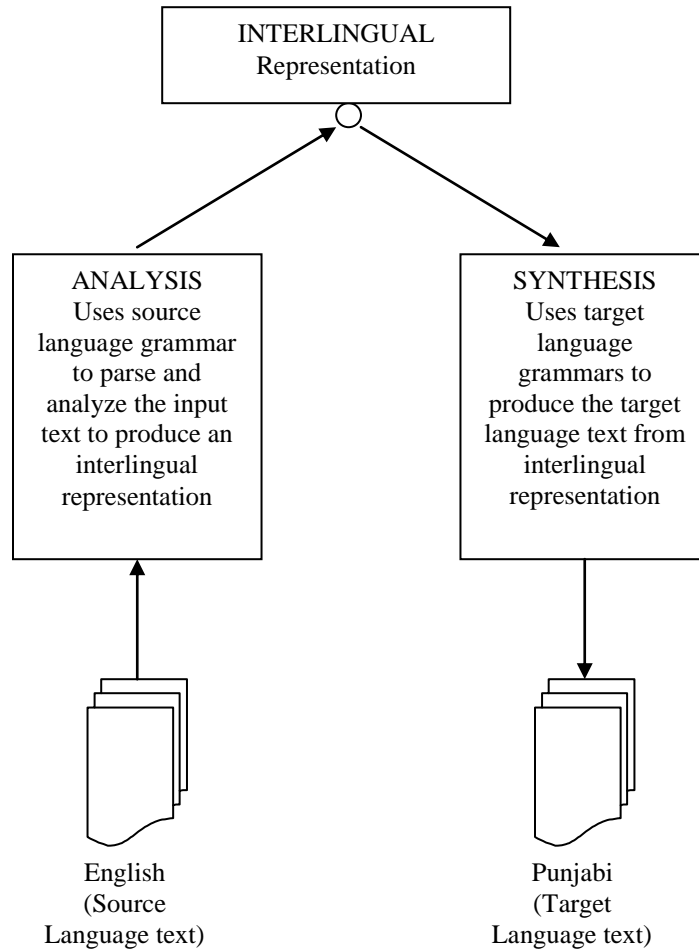 INTERLINGUAL
Representation
ANALYSIS
Uses source
language grammar
to parse and
analyze the input
text to produce an
interlingual
representation
SYNTHESIS
Uses target
language
grammars to
produce the target
language text from
interlingual
representation
English
(Source
Language text)
Punjabi
(Target
Language text)